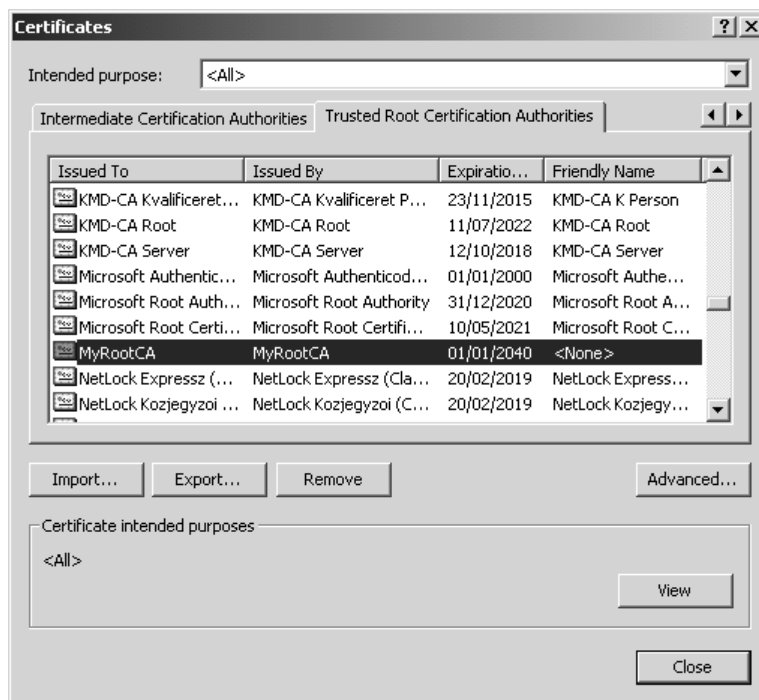 Certificates
Intended purpose: <All>
Intermediate Certification Authorities Trusted Root Certification Authorities
Issued To Issued By Expiratio... Friendly Name
KMD-CA Kvalificeret... KMD-CA Kvalificeret P... 23/11/2015 KMD-CA K Person
KMD-CA Root KMD-CA Root 11/07/2022 KMD-CA Root
KMD-CA Server KMD-CA Server 12/10/2018 KMD-CA Server
Microsoft Authentic... Microsoft Authenticod... 01/01/2000 Microsoft Authe...
Microsoft Root Auth... Microsoft Root Authority 31/12/2020 Microsoft Root A...
Microsoft Root Certi... Microsoft Root Certifi... 10/05/2021 Microsoft Root C...
MyRootCA MyRootCA 01/01/2040 <None>
NetLock Expressz (... NetLock Expressz (Cla... 20/02/2019 NetLock Express...
NetLock Kozjegyzoi ... NetLock Kozjegyzoi (C... 20/02/2019 NetLock Kozjegy...
Import... Export... Remove Advanced...
Certificate intended purposes
<All>
View
Close